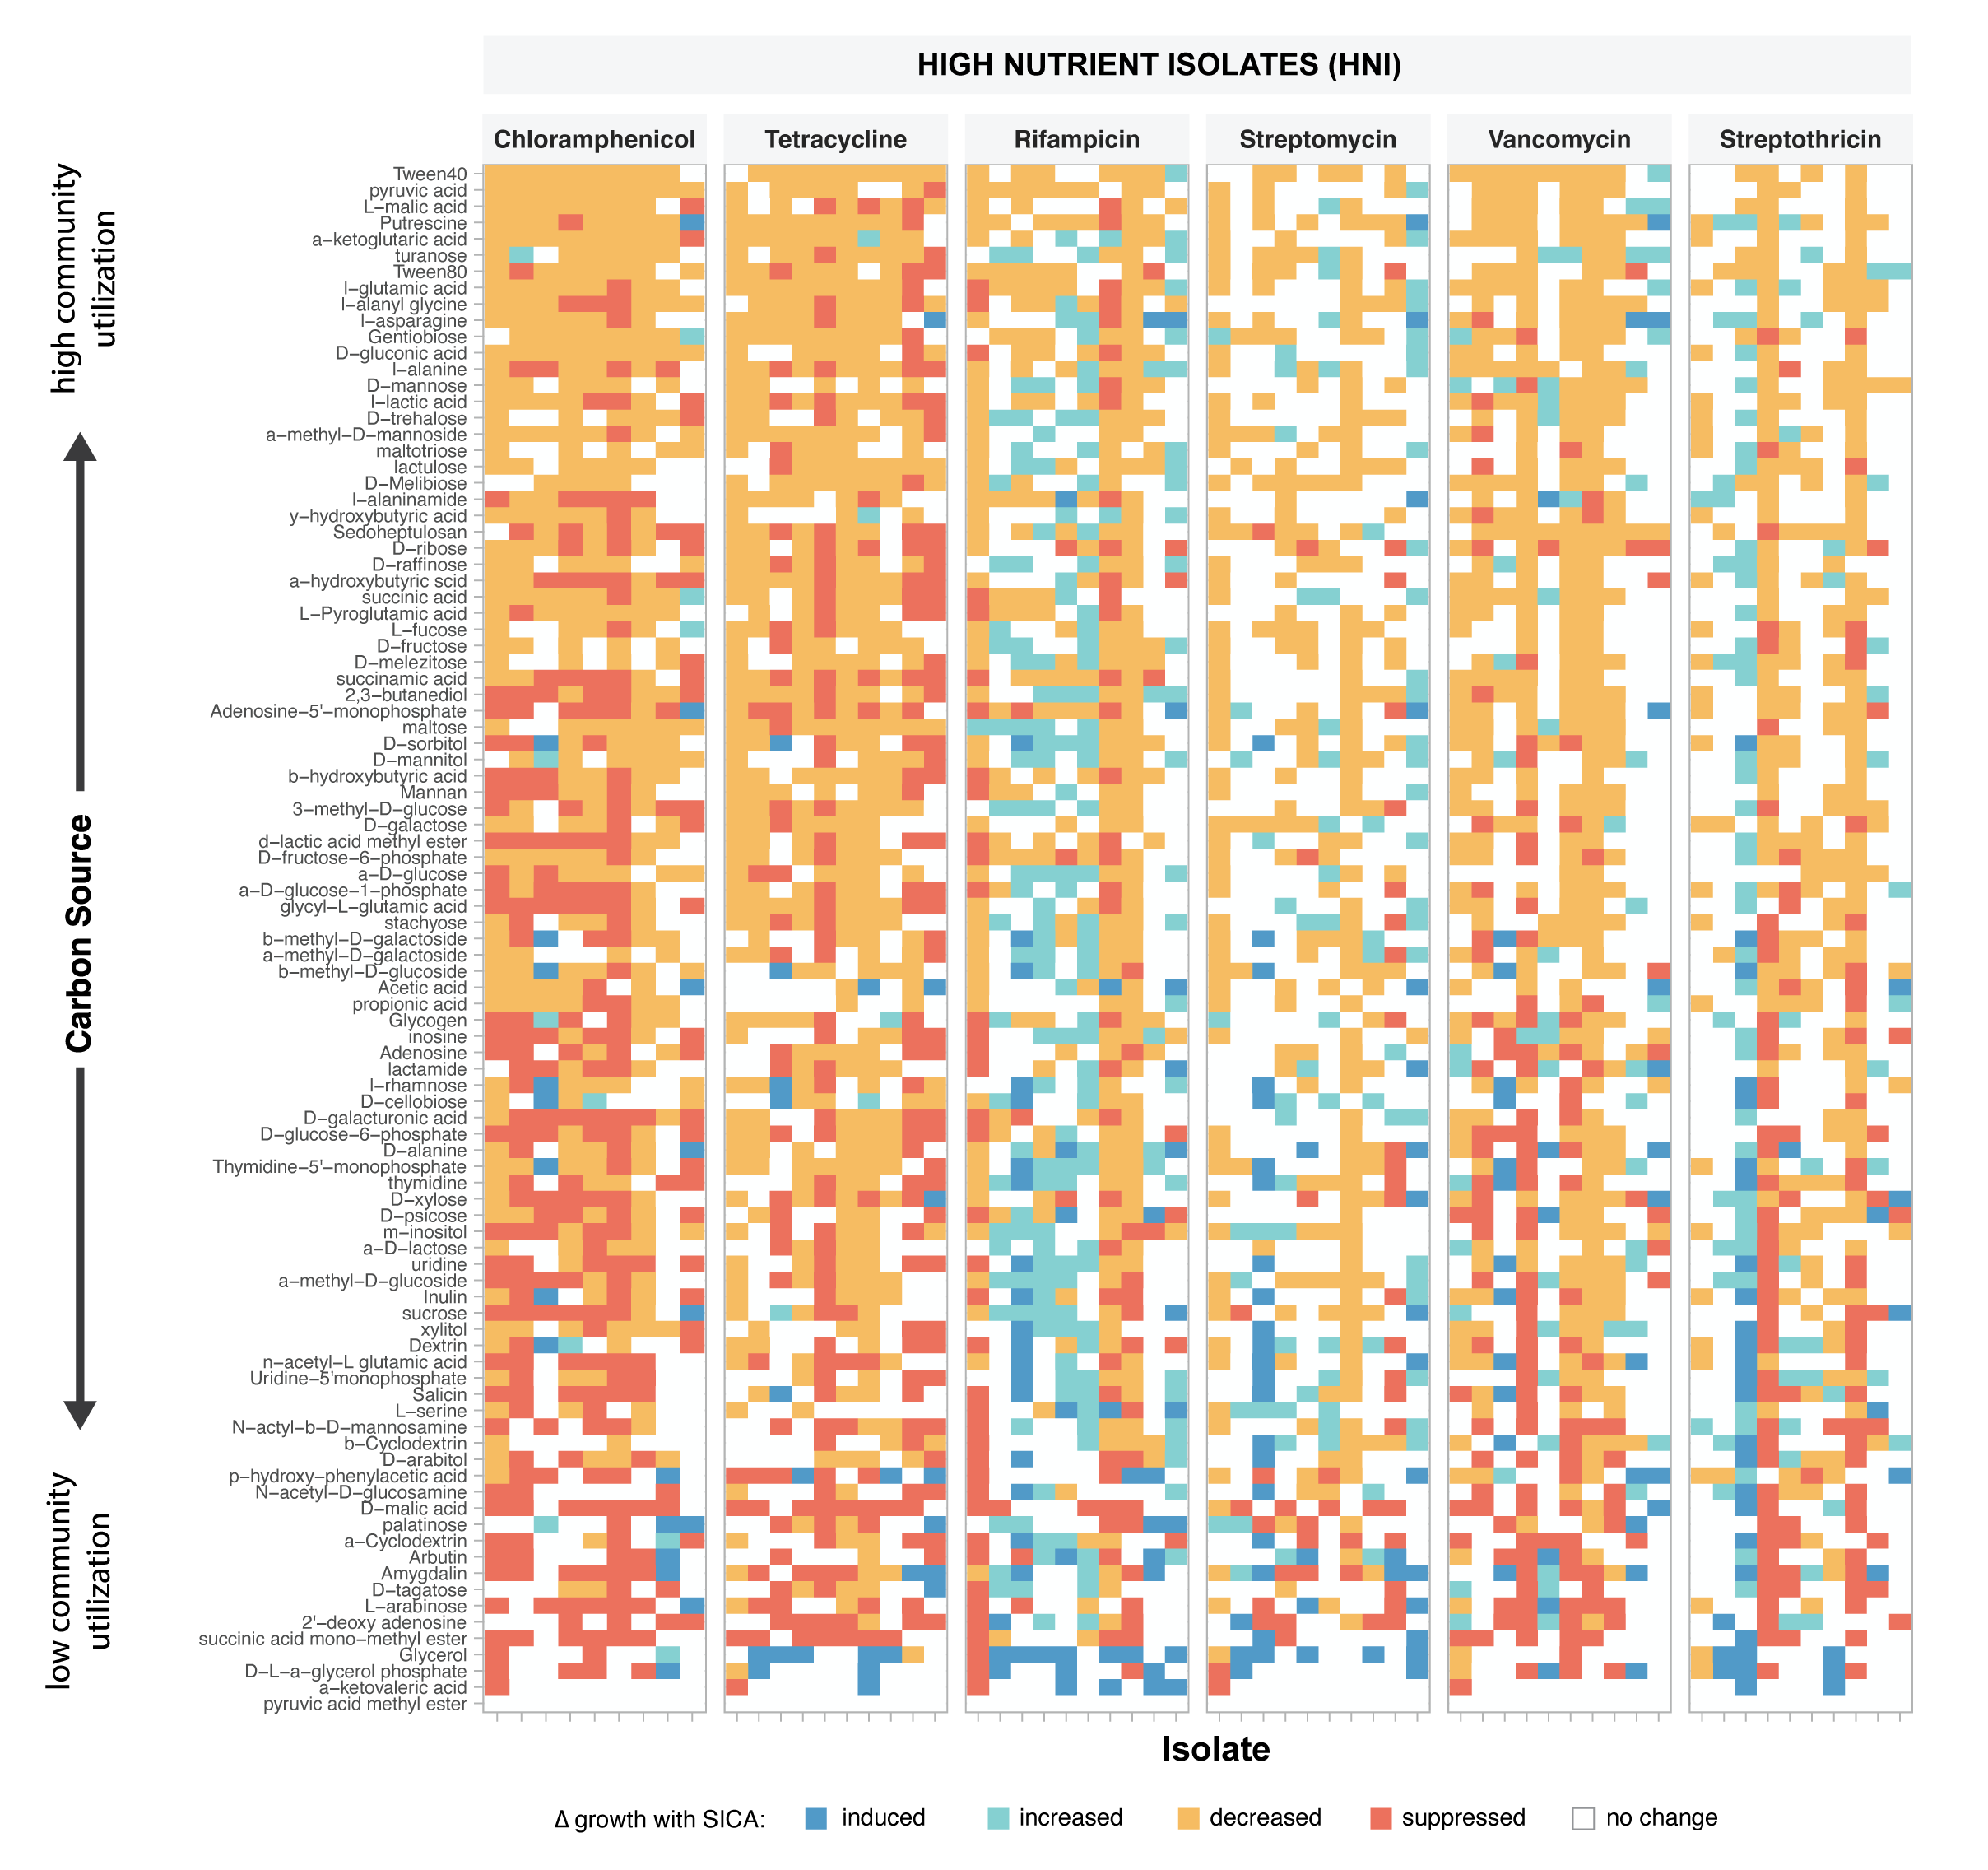 HIGH NUTRIENT ISOLATES (HNI)
Chloramphenicol
Tetracycline
Rifampicin
Streptomycin
Vancomycin
Streptothricin
high community
utilization
Carbon Source
low community
utilization
Tween40
pyruvic acid
L−malic acid
Putrescine
a−ketoglutaric acid
turanose
Tween80
l−glutamic acid
l−alanyl glycine
l−asparagine
Gentiobiose
D−gluconic acid
l−alanine
D−mannose
l−lactic acid
D−trehalose
a−methyl−D−mannoside
maltotriose
lactulose
D−Melibiose
l−alaninamide
y−hydroxybutyric acid
Sedoheptulosan
D−ribose
D−raffinose
a−hydroxybutyric scid
succinic acid
L−Pyroglutamic acid
L−fucose
D−fructose
D−melezitose
succinamic acid
2,3−butanediol
Adenosine−5'−monophosphate
maltose
D−sorbitol
D−mannitol
b−hydroxybutyric acid
Mannan
3−methyl−D−glucose
D−galactose
d−lactic acid methyl ester
D−fructose−6−phosphate
a−D−glucose
a−D−glucose−1−phosphate
glycyl−L−glutamic acid
stachyose
b−methyl−D−galactoside
a−methyl−D−galactoside
b−methyl−D−glucoside
Acetic acid
propionic acid
Glycogen
inosine
Adenosine
lactamide
l−rhamnose
D−cellobiose
D−galacturonic acid
D−glucose−6−phosphate
D−alanine
Thymidine−5'−monophosphate
thymidine
D−xylose
D−psicose
m−inositol
a−D−lactose
uridine
a−methyl−D−glucoside
Inulin
sucrose
xylitol
Dextrin
n−acetyl−L glutamic acid
Uridine−5'monophosphate
Salicin
L−serine
N−actyl−b−D−mannosamine
b−Cyclodextrin
D−arabitol
p−hydroxy−phenylacetic acid
N−acetyl−D−glucosamine
D−malic acid
palatinose
a−Cyclodextrin
Arbutin
Amygdalin
D−tagatose
L−arabinose
2'−deoxy adenosine
succinic acid mono−methyl ester
Glycerol
D−L−a−glycerol phosphate
a−ketovaleric acid
pyruvic acid methyl ester
Isolate
Δ growth with SICA: induced increased decreased suppressed no change